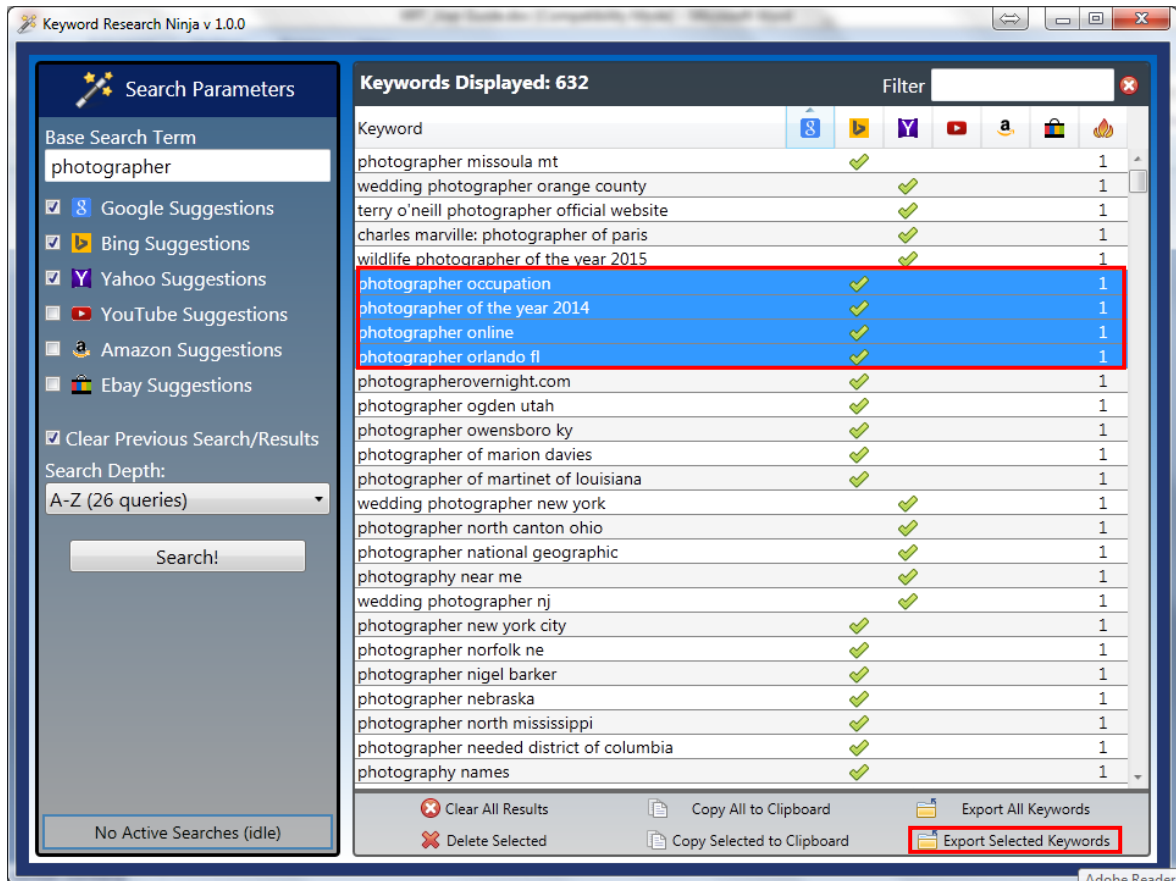 Keyword Research Ninja v 1.0.0
Search Parameters
Base Search Term
photographer
Google Suggestions
Bing Suggestions
Yahoo Suggestions
YouTube Suggestions
Amazon Suggestions
Ebay Suggestions
Clear Previous Search/Results
Search Depth:
A-Z (26 queries)
Search!
No Active Searches (idle)
Keywords Displayed: 632
Filter
Keyword
photographer missoula mt 1
wedding photographer orange county 1
terry o'neill photographer official website 1
charles marville: photographer of paris 1
wildlife photographer of the year 2015 1
photographer occupation 1
photographer of the year 2014 1
photographer online 1
photographer orlando fl 1
photographerovernight.com 1
photographer ogden utah 1
photographer owensboro ky 1
photographer of marion davies 1
photographer of martinet of louisiana 1
wedding photographer new york 1
photographer north canton ohio 1
photographer national geographic 1
photography near me 1
wedding photographer nj 1
photographer new york city 1
photographer norfolk ne 1
photographer nigel barker 1
photographer nebraska 1
photographer north mississippi 1
photographer needed district of columbia 1
photography names 1
Clear All Results Copy All to Clipboard Export All Keywords
Delete Selected Copy Selected to Clipboard Export Selected Keywords
Adobe Reader